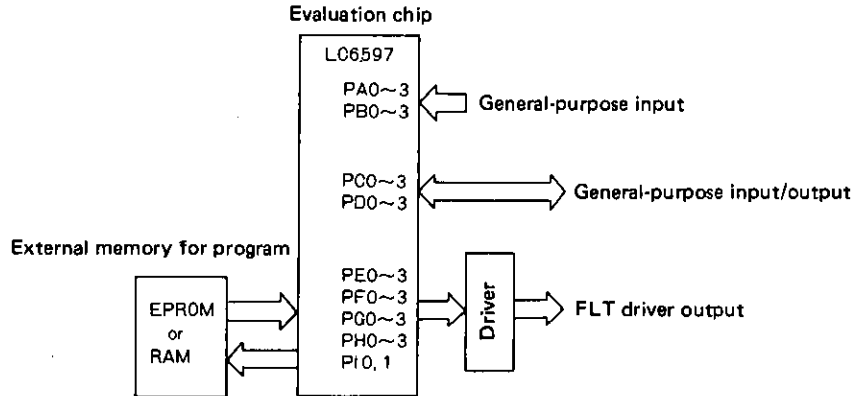 Evaluation chip
LC6597
PA0~3
PB0~3
General-purpose input
PC0~3
PD0~3
General-purpose input/output
External memory for program
EPROM
or
RAM
PE0~3
PF0~3
PG0~3
PH0~3
PI0, 1
Driver
FLT driver output